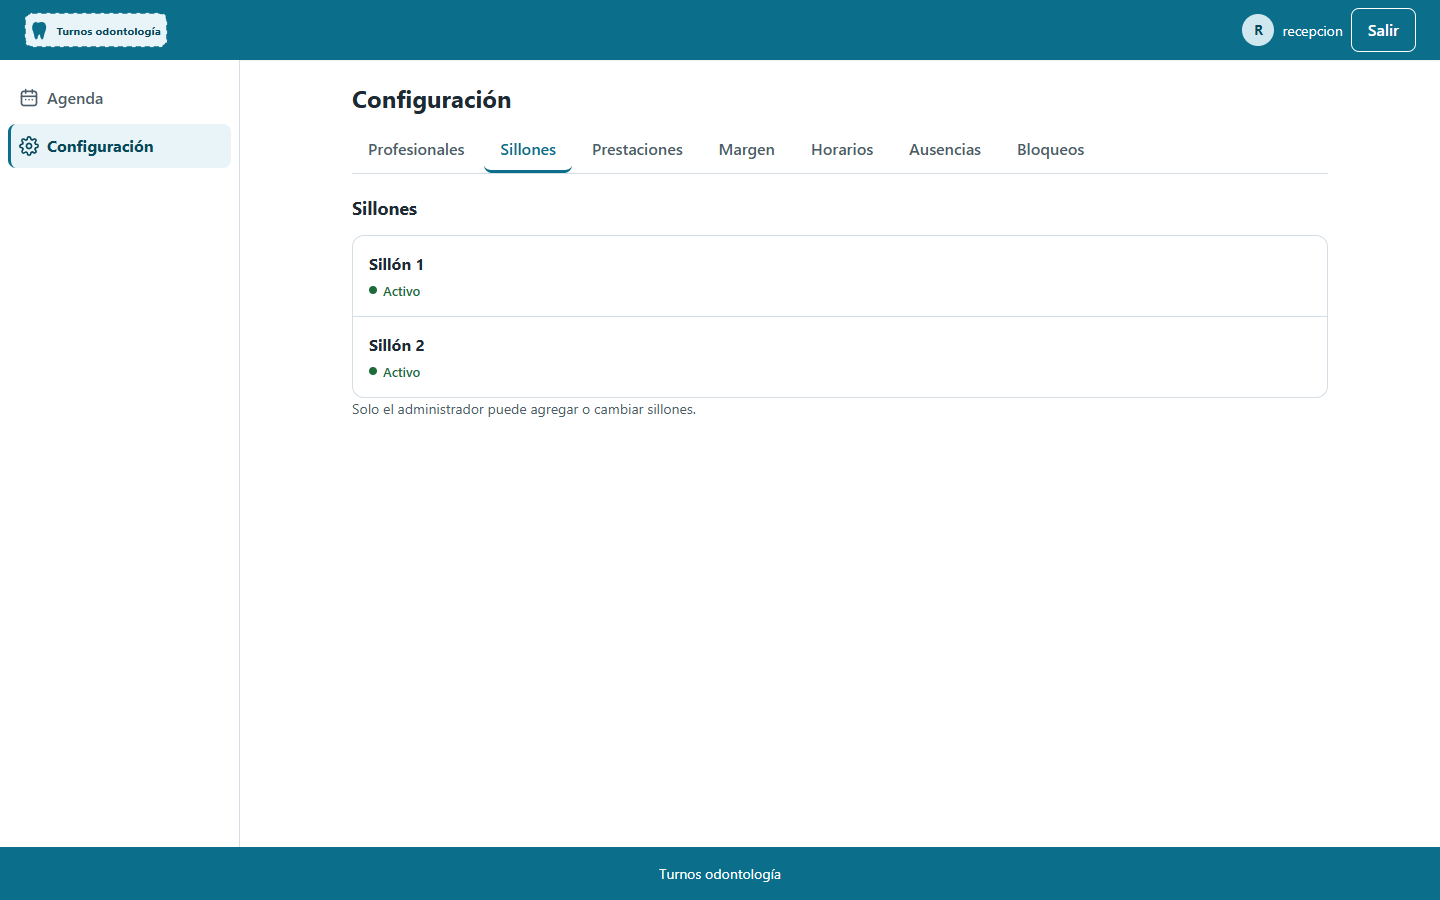 Turnos odontología
R
recepcion
Salir
Agenda
Configuración
Configuración
Profesionales
Sillones
Prestaciones
Margen
Horarios
Ausencias
Bloqueos
Sillones
Sillón 1
Activo
Sillón 2
Activo
Solo el administrador puede agregar o cambiar sillones.
Turnos odontología